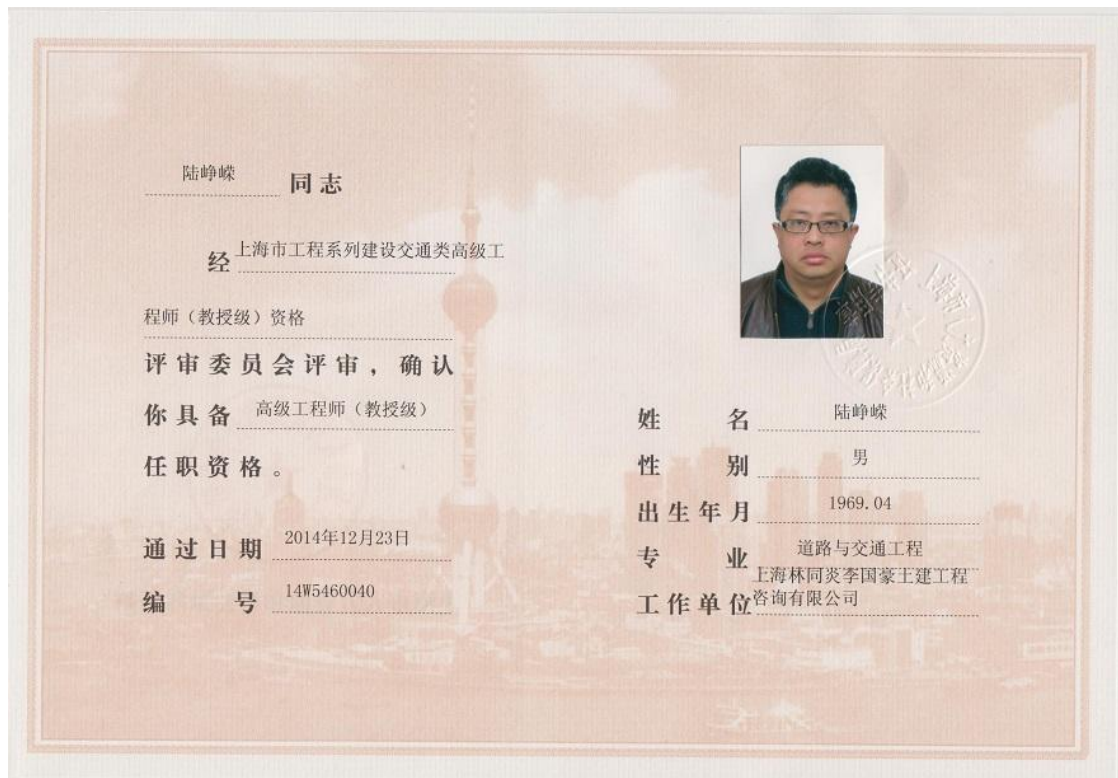 陆峥嵘 同志
经 上海市工程系列建设交通类高级工
程师（教授级）资格
评审委员会评审，确认
你具备 高级工程师（教授级）
任职资格。
通过日期 2014年12月23日
编号 14W5460040
姓名 陆峥嵘
性别 男
出生年月 1969.04
专业 道路与交通工程
工作单位 上海林同炎李国豪土建工程
咨询有限公司